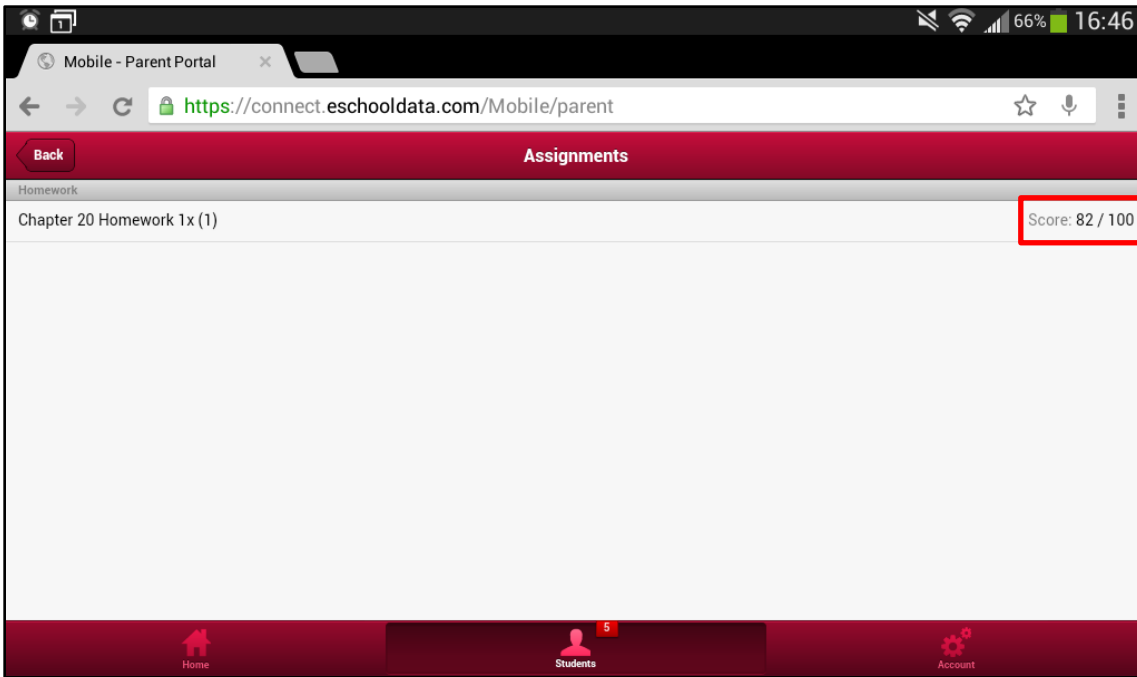 1 66% 16:46
Mobile - Parent Portal
https://connect.eschooldata.com/Mobile/parent
Back Assignments
Homework
Chapter 20 Homework 1x (1) Score: 82 / 100
5
Home Students Account